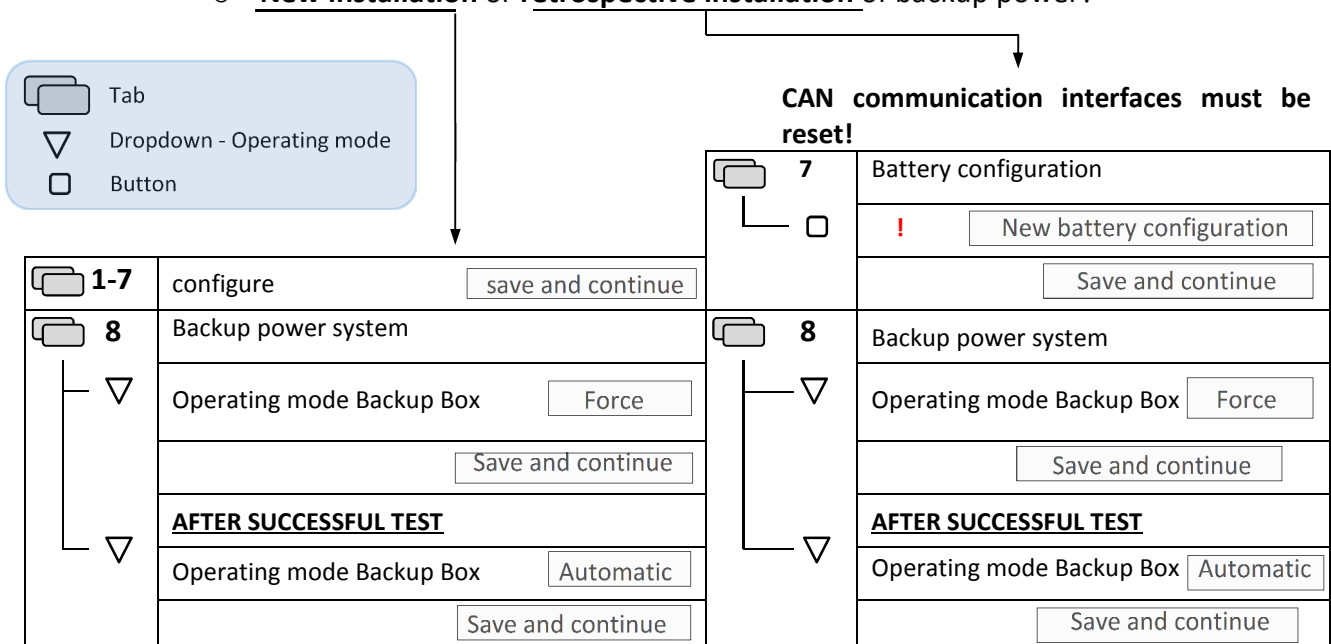 New installation or retrospective installation of backup power?
Tab
Dropdown - Operating mode
Button
CAN communication interfaces must be
reset!
7 Battery configuration
! New battery configuration
Save and continue
1-7 configure save and continue
8 Backup power system
Operating mode Backup Box Force
Save and continue
AFTER SUCCESSFUL TEST
Operating mode Backup Box Automatic
Save and continue
8 Backup power system
Operating mode Backup Box Force
Save and continue
AFTER SUCCESSFUL TEST
Operating mode Backup Box Automatic
Save and continue